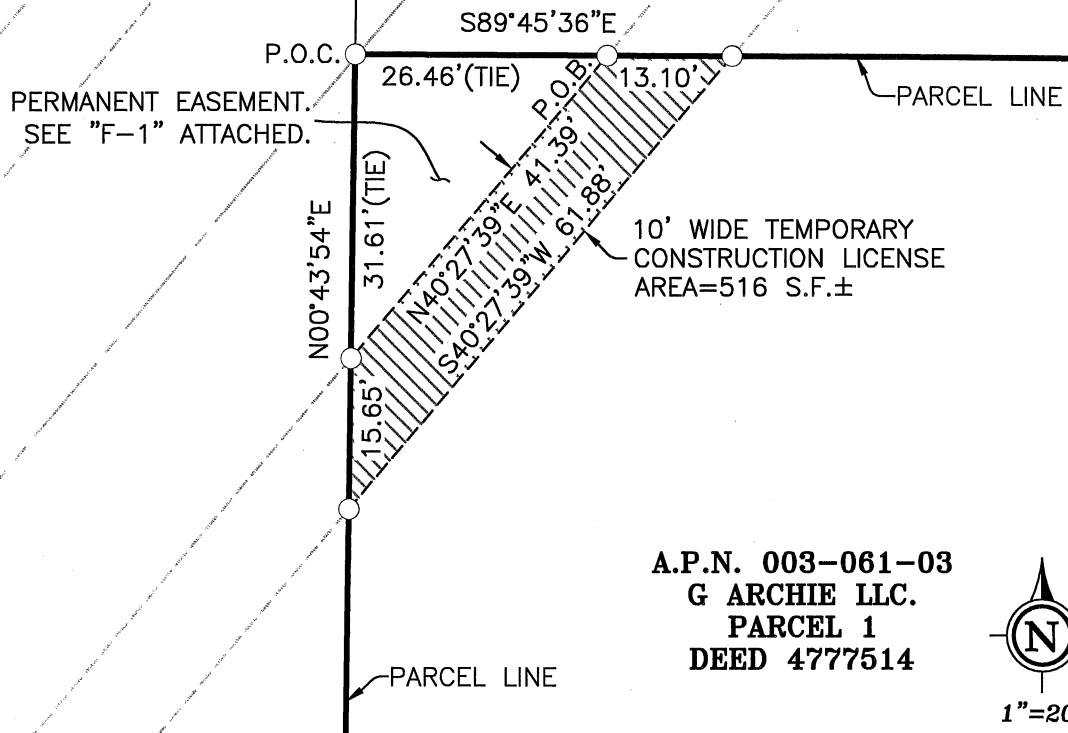 S89°45'36"E
P.O.C.
26.46'(TIE)
P.O.B.
13.10'
PARCEL LINE
PERMANENT EASEMENT.
SEE "F-1" ATTACHED.
N00°43'54"E
31.61'(TIE)
N40°27'39"E 41.39'
S40°27'39"W 61.88'
10' WIDE TEMPORARY
CONSTRUCTION LICENSE
AREA=516 S.F.±
15.65'
A.P.N. 003-061-03
G ARCHIE LLC.
PARCEL 1
DEED 4777514
N
PARCEL LINE